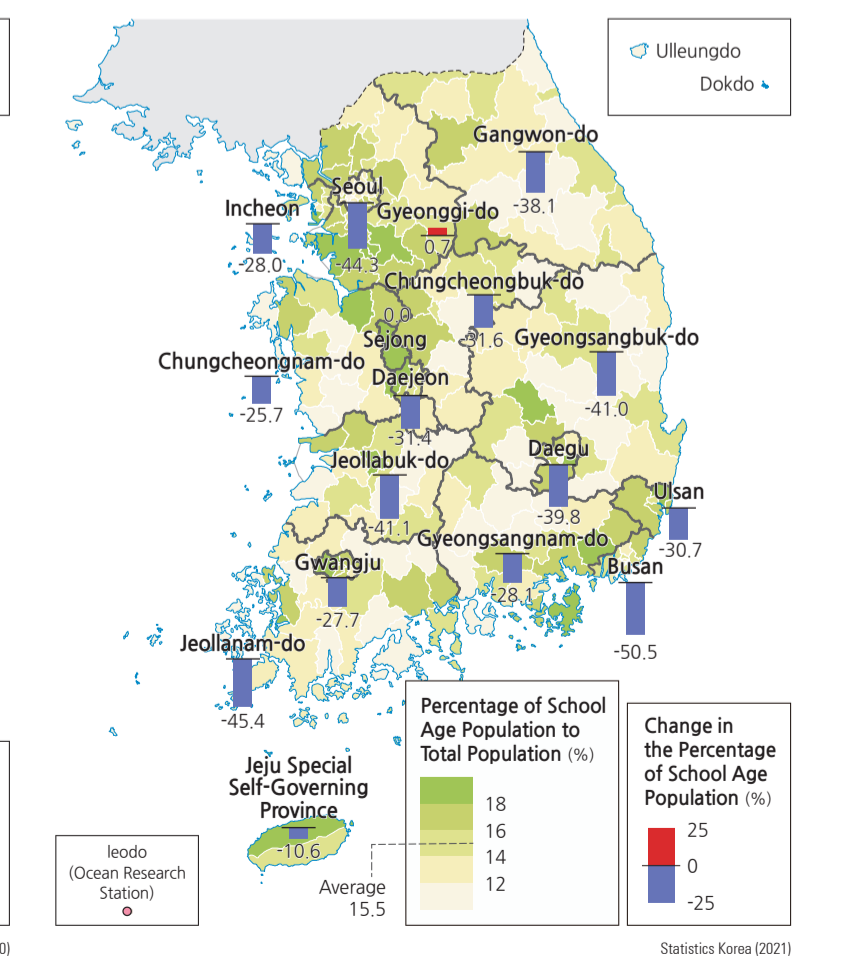 Ulleungdo
Dokdo
Gangwon-do
-38.1
Seoul
-44.3
Incheon
-28.0
Gyeonggi-do
0.7
Chungcheongbuk-do
-31.6
0.0
Sejong
Gyeongsangbuk-do
-41.0
Chungcheongnam-do
-25.7
Daejeon
-31.4
Jeollabuk-do
-41.1
Daegu
-39.8
Ulsan
-30.7
Gyeongsangnam-do
-28.1
Busan
-50.5
Gwangju
-27.7
Jeollanam-do
-45.4
Jeju Special
Self-Governing
Province
-10.6
Ieodo
(Ocean Research
Station)
Percentage of School
Age Population to
Total Population (%)
18
16
14
12
Average
15.5
Change in
the Percentage
of School Age
Population (%)
25
0
-25
0)
Statistics Korea (2021)